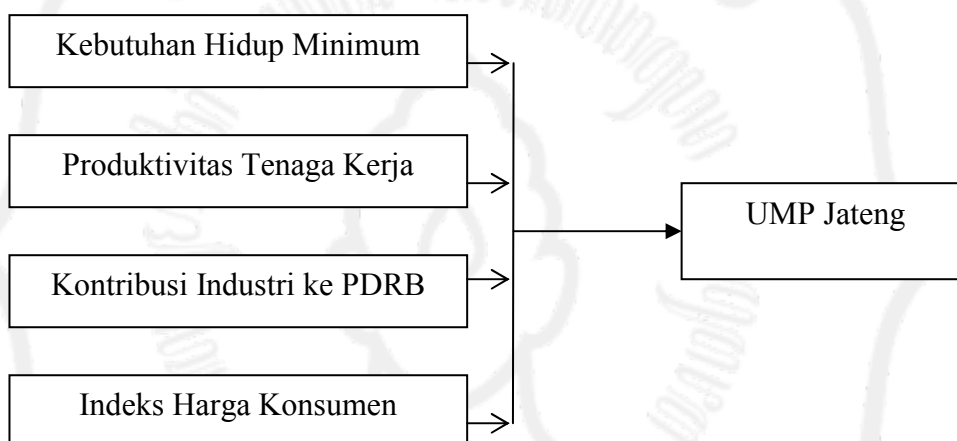 Kebutuhan Hidup Minimum
Produktivitas Tenaga Kerja
UMP Jateng
Kontribusi Industri ke PDRB
Indeks Harga Konsumen